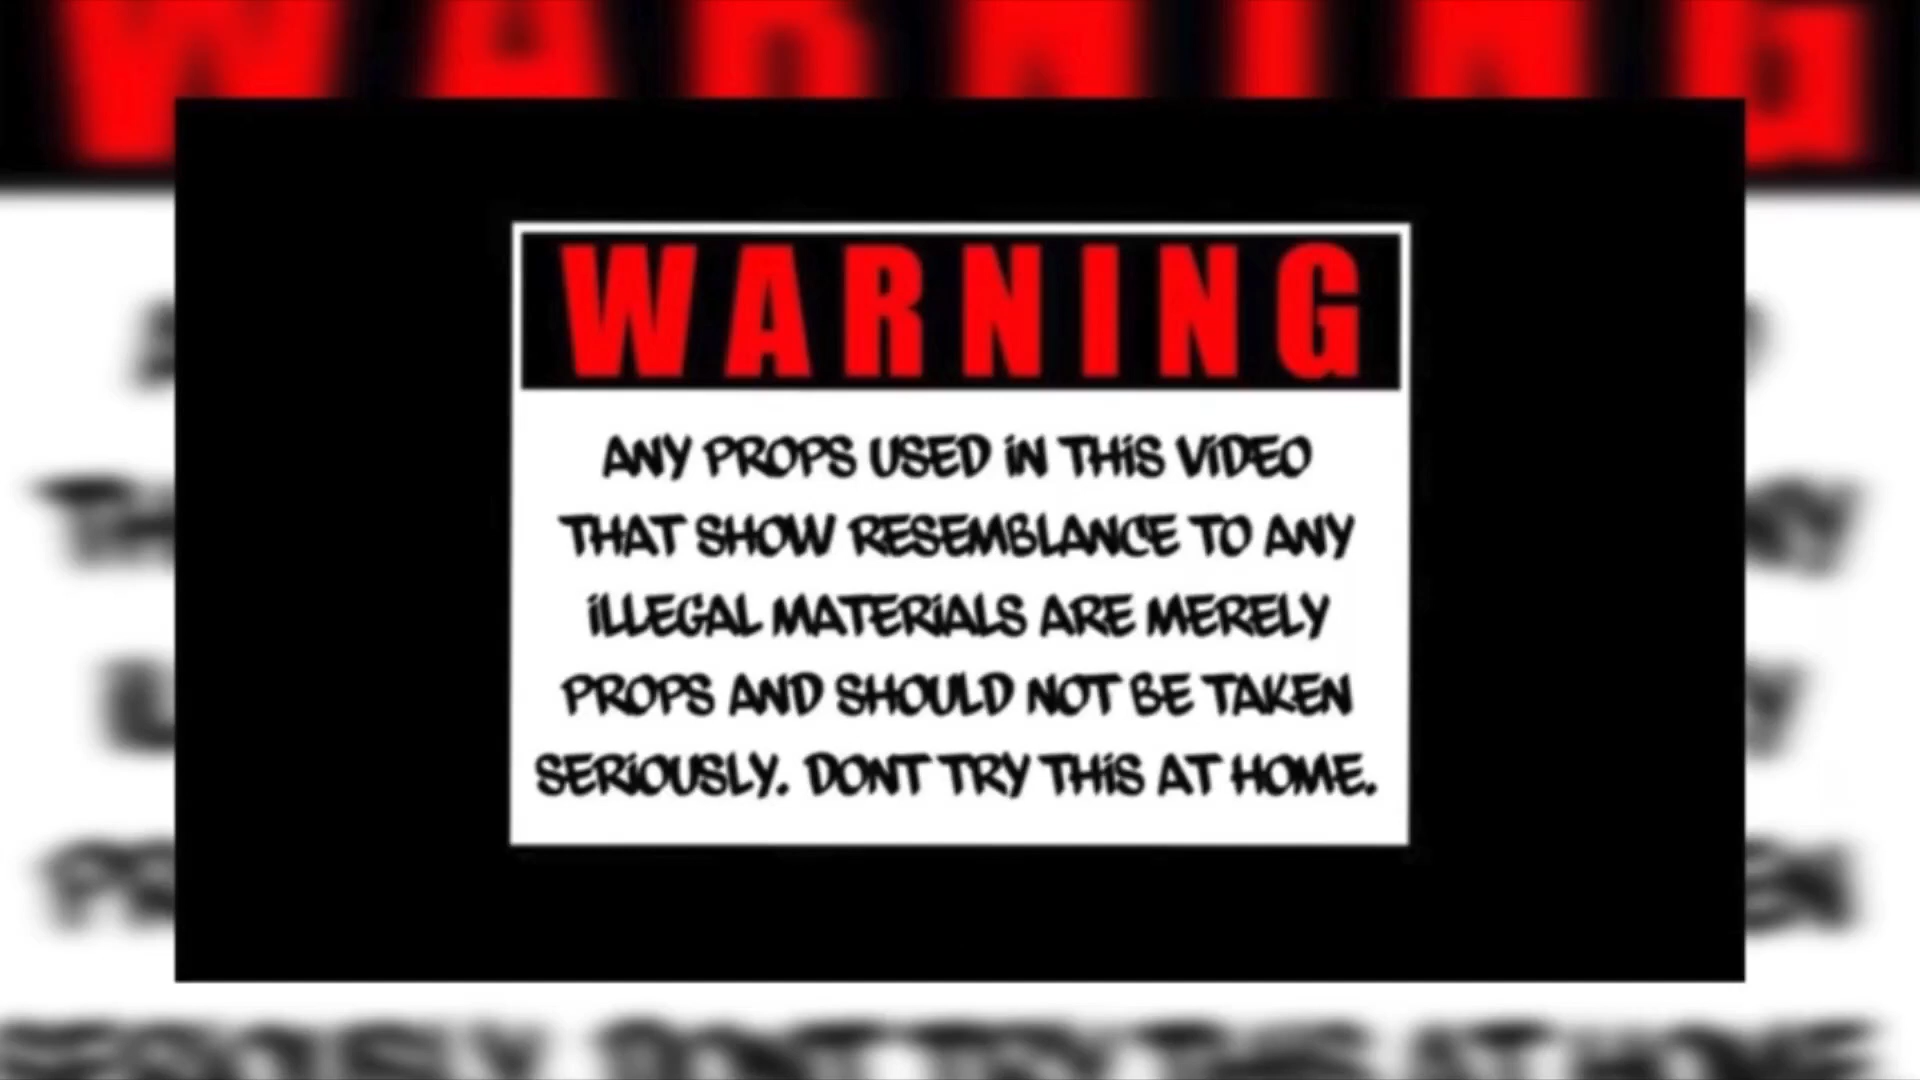 WARNING
ANY PROPS USED iN THiS ViDEO
THAT SHOW RESEMBLANCE TO ANY
iLLEGAL MATERiALS ARE MERELY
PROPS AND SHOULD NOT BE TAKEN
SERiOUSLY. DONT TRY THiS AT HOME.